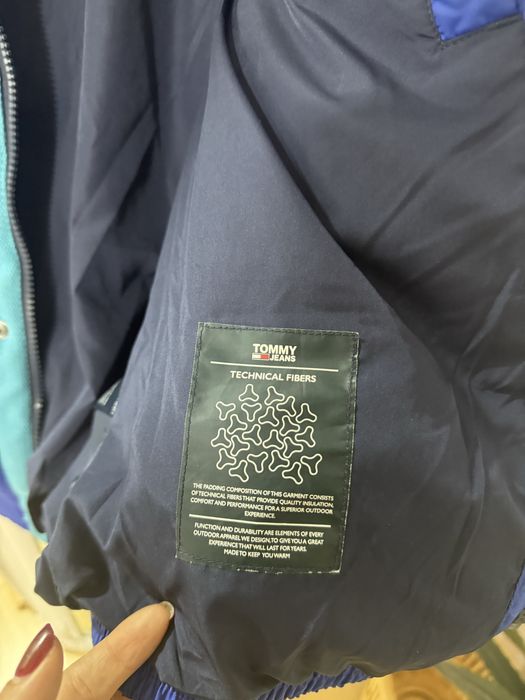 TOMMY
JEANS
TECHNICAL FIBERS
THE PADDING COMPOSITION OF THIS GARMENT CONSISTS
OF TECHNICAL FIBERS THAT PROVIDE QUALITY INSULATION,
COMFORT AND PERFORMANCE FOR A SUPERIOR OUTDOOR
EXPERIENCE.
FUNCTION AND DURABILITY ARE ELEMENTS OF EVERY
OUTDOOR APPAREL WE DESIGN, TO GIVE YOU A GREAT
EXPERIENCE THAT WILL LAST FOR YEARS.
MADE TO KEEP YOU WARM